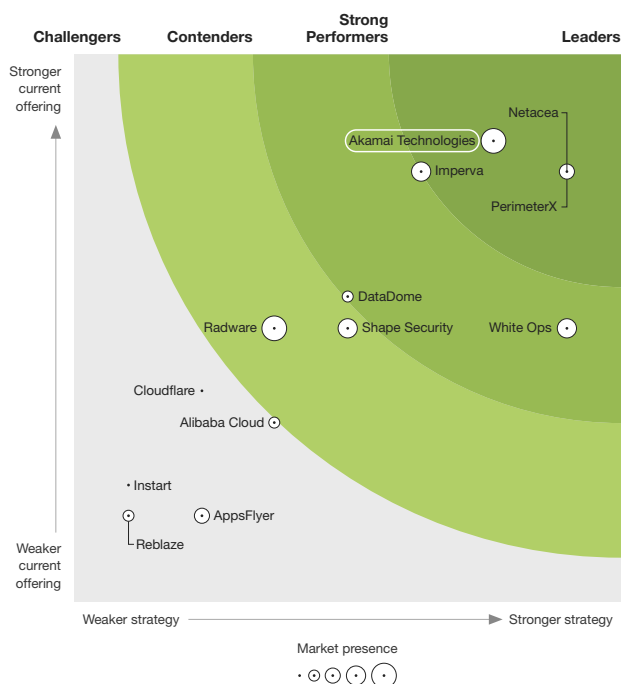 Challengers
Contenders
Strong
Performers
Leaders
Stronger
current
offering
Netacea
Akamai Technologies
Imperva
PerimeterX
DataDome
Radware
Shape Security
White Ops
Cloudflare
Alibaba Cloud
Instart
AppsFlyer
Reblaze
Weaker
current
offering
Weaker strategy
Stronger strategy
Market presence